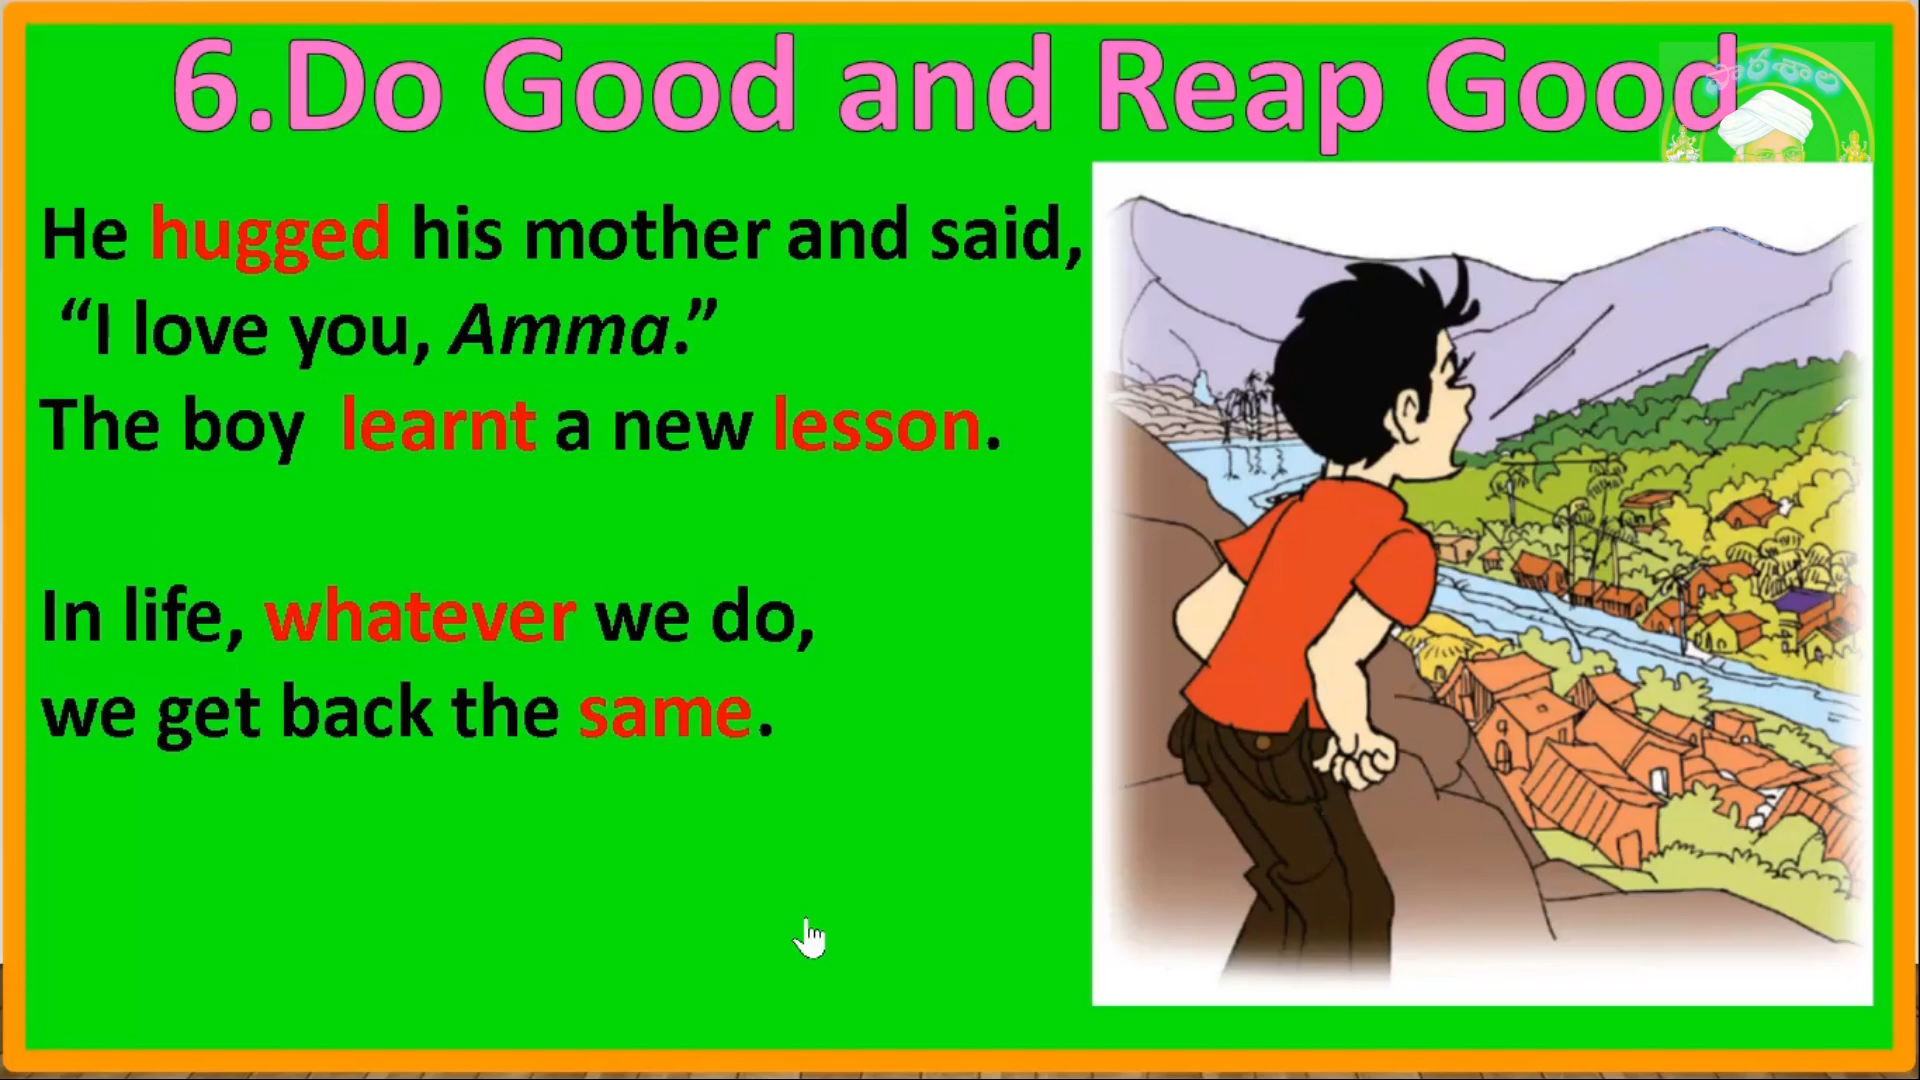 6.Do Good and Reap Good
పాఠశాల
He hugged his mother and said,
“I love you, Amma.”
The boy learnt a new lesson.
In life, whatever we do,
we get back the same.